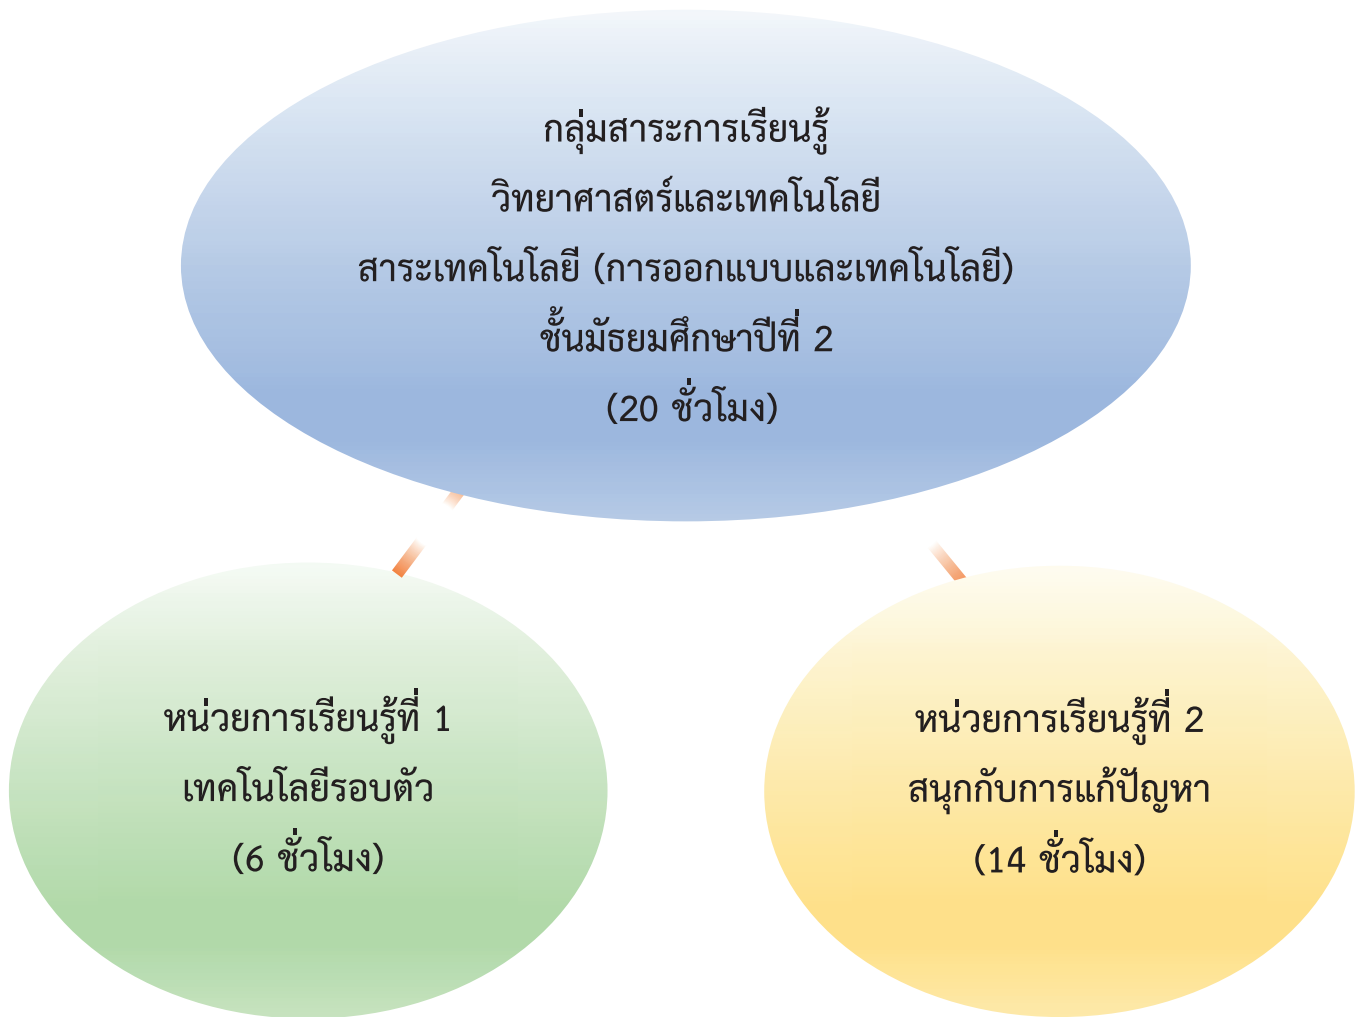 กลุ่มสาระการเรียนรู้
วิทยาศาสตร์และเทคโนโลยี
สาระเทคโนโลยี (การออกแบบและเทคโนโลยี)
ชั้นมัธยมศึกษาปีที่ 2
(20 ชั่วโมง)
หน่วยการเรียนรู้ที่ 1
เทคโนโลยีรอบตัว
(6 ชั่วโมง)
หน่วยการเรียนรู้ที่ 2
สนุกกับการแก้ปัญหา
(14 ชั่วโมง)